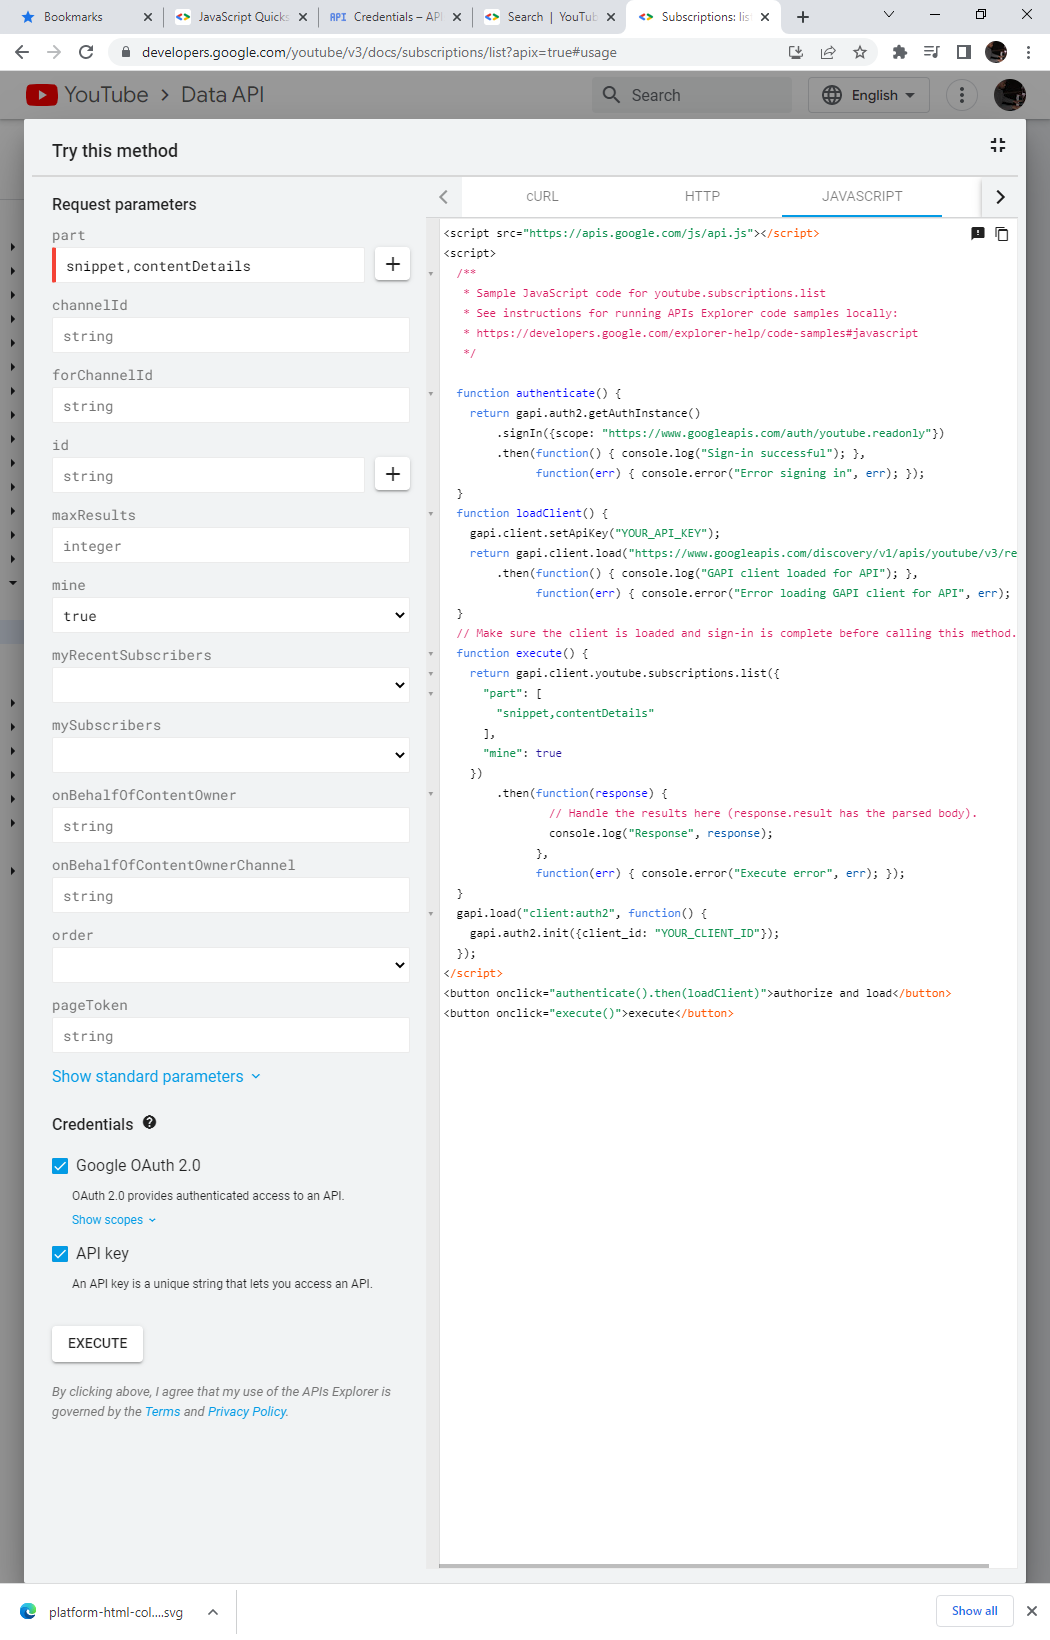 Bookmarks
JavaScript Quicks
API Credentials – API
Search | YouTub
Subscriptions: lis
developers.google.com/youtube/v3/docs/subscriptions/list?apix=true#usage
YouTube > Data API
Search
English
Try this method
Request parameters
part
snippet,contentDetails
channelId
string
forChannelId
string
id
string
maxResults
integer
mine
true
myRecentSubscribers
mySubscribers
onBehalfOfContentOwner
string
onBehalfOfContentOwnerChannel
string
order
pageToken
string
Show standard parameters
Credentials
Google OAuth 2.0
OAuth 2.0 provides authenticated access to an API.
Show scopes
API key
An API key is a unique string that lets you access an API.
EXECUTE
By clicking above, I agree that my use of the APIs Explorer is
governed by the Terms and Privacy Policy.
cURL
HTTP
JAVASCRIPT
<script src="https://apis.google.com/js/api.js"></script>
<script>
/**
* Sample JavaScript code for youtube.subscriptions.list
* See instructions for running APIs Explorer code samples locally:
* https://developers.google.com/explorer-help/code-samples#javascript
*/
function authenticate() {
return gapi.auth2.getAuthInstance()
.signIn({scope: "https://www.googleapis.com/auth/youtube.readonly"})
.then(function() { console.log("Sign-in successful"); },
function(err) { console.error("Error signing in", err); });
}
function loadClient() {
gapi.client.setApiKey("YOUR_API_KEY");
return gapi.client.load("https://www.googleapis.com/discovery/v1/apis/youtube/v3/re
.then(function() { console.log("GAPI client loaded for API"); },
function(err) { console.error("Error loading GAPI client for API", err);
}
// Make sure the client is loaded and sign-in is complete before calling this method.
function execute() {
return gapi.client.youtube.subscriptions.list({
"part": [
"snippet,contentDetails"
],
"mine": true
})
.then(function(response) {
// Handle the results here (response.result has the parsed body).
console.log("Response", response);
},
function(err) { console.error("Execute error", err); });
}
gapi.load("client:auth2", function() {
gapi.auth2.init({client_id: "YOUR_CLIENT_ID"});
});
</script>
<button onclick="authenticate().then(loadClient)">authorize and load</button>
<button onclick="execute()">execute</button>
platform-html-col....svg
Show all